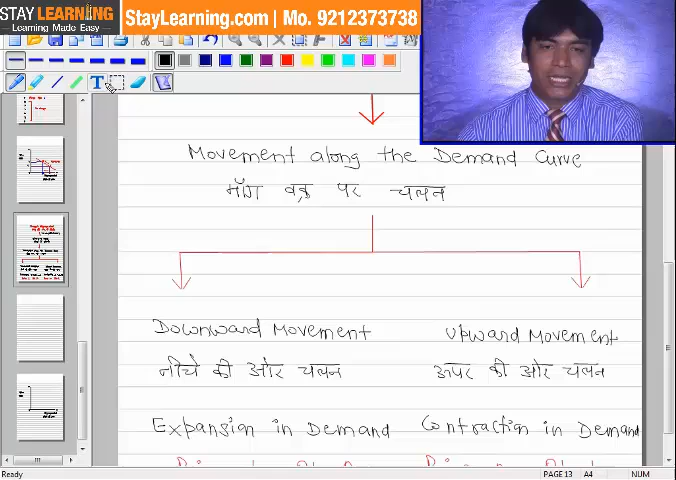 STAY LEARNING
Learning Made Easy
StayLearning.com | Mo. 9212373738
T
Movement along the Demand Curve
माँग वक्र पर चलन
Downward Movement
Upward Movement
नीचे की ओर चलन
ऊपर की ओर चलन
Expansion in Demand
Contraction in Demand
Ready
PAGE 13
A4
NUM